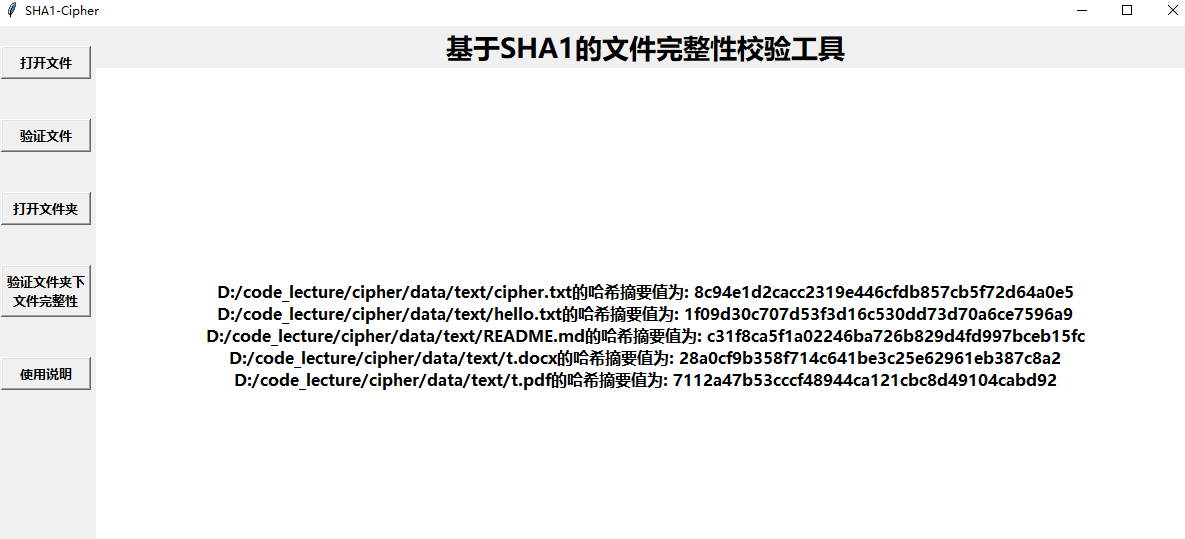 SHA1-Cipher
基于SHA1的文件完整性校验工具
打开文件
验证文件
打开文件夹
验证文件夹下
文件完整性
使用说明
D:/code_lecture/cipher/data/text/cipher.txt的哈希摘要值为: 8c94e1d2cacc2319e446cfdb857cb5f72d64a0e5
D:/code_lecture/cipher/data/text/hello.txt的哈希摘要值为: 1f09d30c707d53f3d16c530dd73d70a6ce7596a9
D:/code_lecture/cipher/data/text/README.md的哈希摘要值为: c31f8ca5f1a02246ba726b829d4fd997bceb15fc
D:/code_lecture/cipher/data/text/t.docx的哈希摘要值为: 28a0cf9b358f714c641be3c25e62961eb387c8a2
D:/code_lecture/cipher/data/text/t.pdf的哈希摘要值为: 7112a47b53cccf48944ca121cbc8d49104cabd92